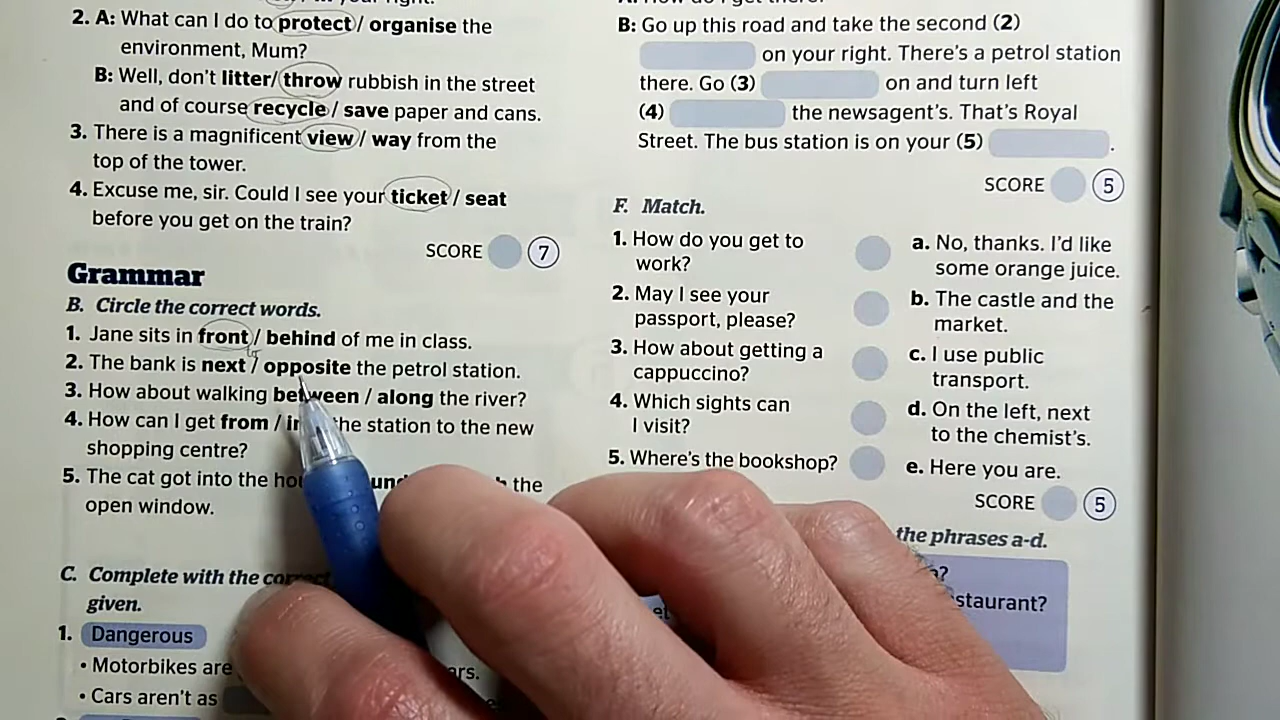 2. A: What can I do to protect / organise the
environment, Mum?
B: Well, don't litter/ throw rubbish in the street
and of course recycle / save paper and cans.
3. There is a magnificent view / way from the
top of the tower.
4. Excuse me, sir. Could I see your ticket / seat
before you get on the train?
SCORE 7
Grammar
B. Circle the correct words.
1. Jane sits in front / behind of me in class.
2. The bank is next / opposite the petrol station.
3. How about walking between / along the river?
4. How can I get from / the station to the new
shopping centre?
5. The cat got into the the
open window.
C. Complete with the
given.
1. Dangerous
• Motorbikes are
• Cars aren't as
B: Go up this road and take the second (2)
on your right. There's a petrol station
there. Go (3) on and turn left
(4) the newsagent's. That's Royal
Street. The bus station is on your (5) .
SCORE 5
F. Match.
1. How do you get to
work?
2. May I see your
passport, please?
3. How about getting a
cappuccino?
4. Which sights can
I visit?
5. Where's the bookshop?
a. No, thanks. I'd like
some orange juice.
b. The castle and the
market.
c. I use public
transport.
d. On the left, next
to the chemist's.
e. Here you are.
SCORE 5
the phrases a-d.